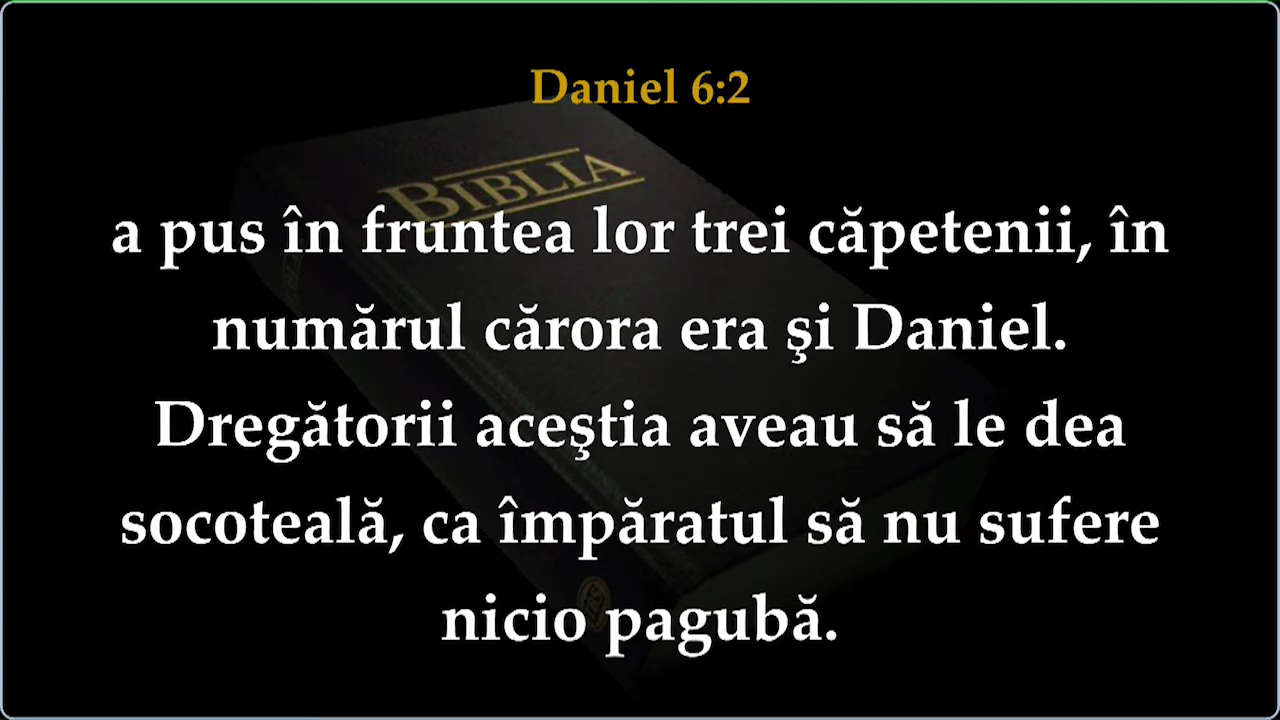 Daniel 6:2
BIBLIA
a pus în fruntea lor trei căpetenii, în
numărul cărora era şi Daniel.
Dregătorii aceştia aveau să le dea
socoteală, ca împăratul să nu sufere
nicio pagubă.